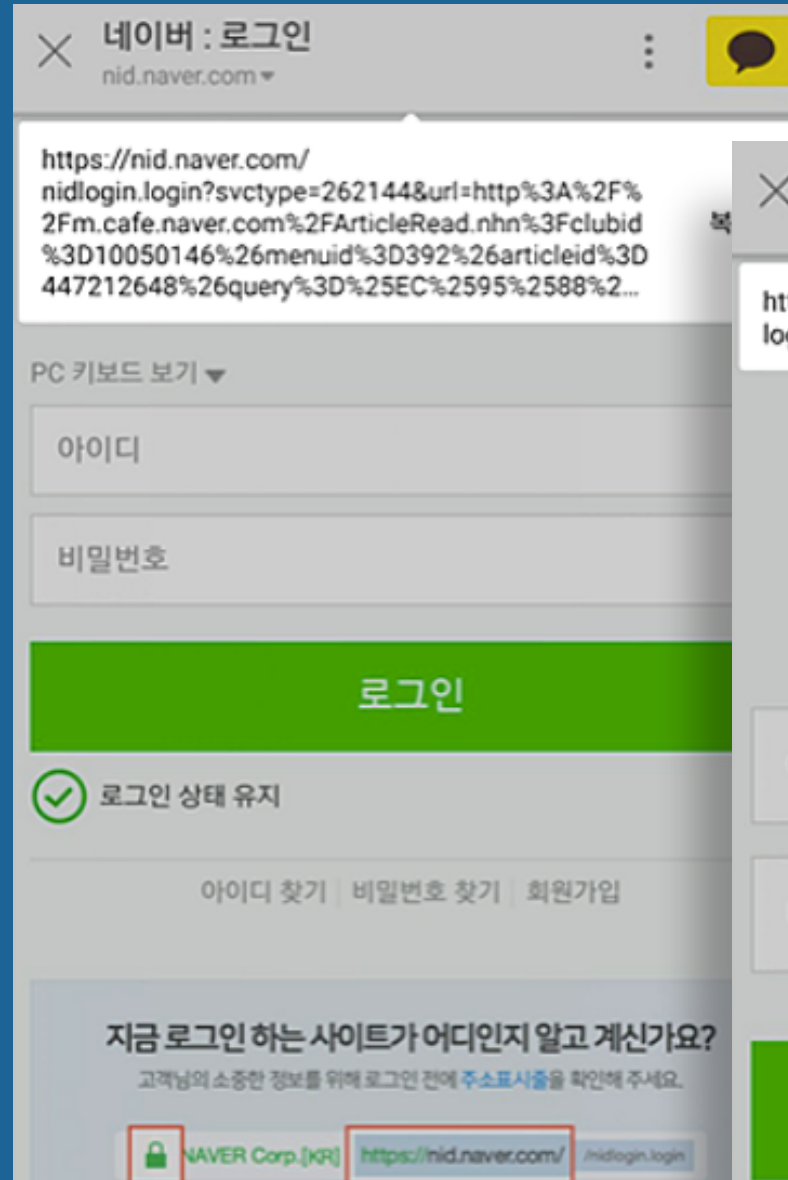 네이버 : 로그인
nid.naver.com
https://nid.naver.com/
nidlogin.login?svctype=262144&url=http%3A%2F%
2Fm.cafe.naver.com%2FArticleRead.nhn%3Fclubid
%3D10050146%26menuid%3D392%26articleid%3D
447212648%26query%3D%25EC%2595%2588%2...
PC 키보드 보기
아이디
비밀번호
로그인
로그인 상태 유지
아이디 찾기 비밀번호 찾기 회원가입
지금 로그인 하는 사이트가 어디인지 알고 계신가요?
고객님의 소중한 정보를 위해 로그인 전에 주소표시줄을 확인해 주세요.
NAVER Corp.[KR] https://nid.naver.com/ /nidlogin.login